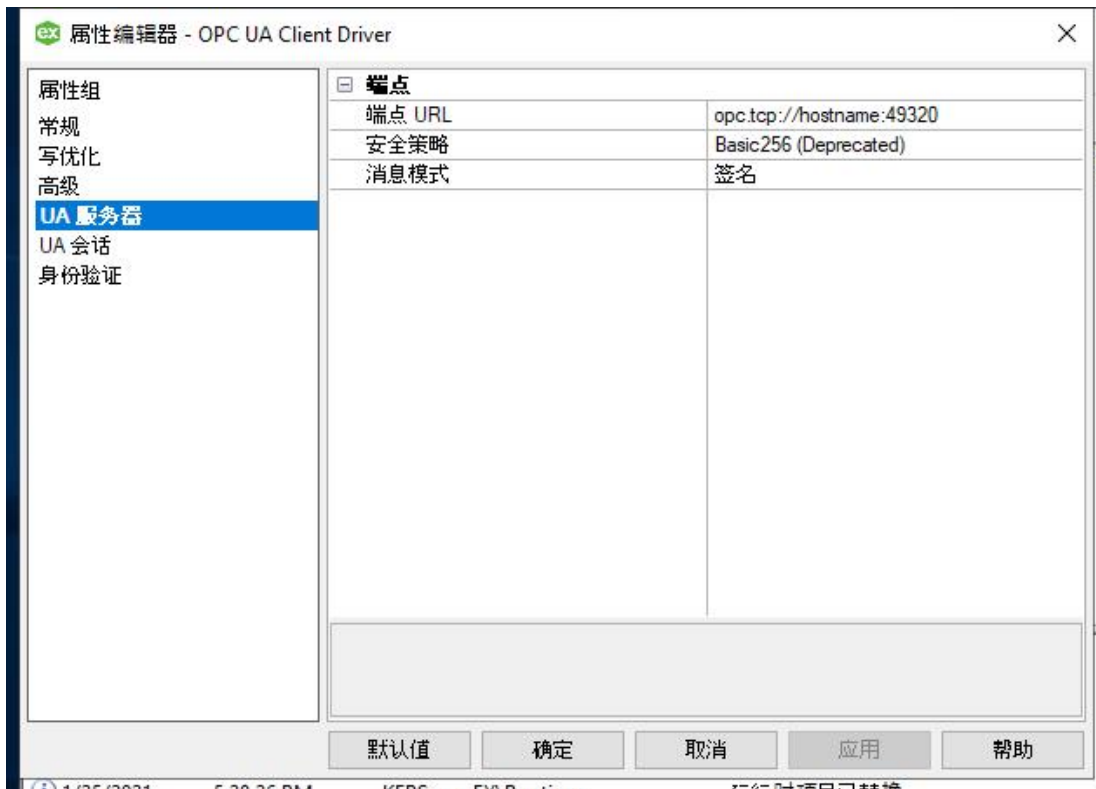 属性编辑器 - OPC UA Client Driver
属性组
常规
写优化
高级
UA 服务器
UA 会话
身份验证
端点
端点 URL opc.tcp://hostname:49320
安全策略 Basic256 (Deprecated)
消息模式 签名
默认值 确定 取消 应用 帮助